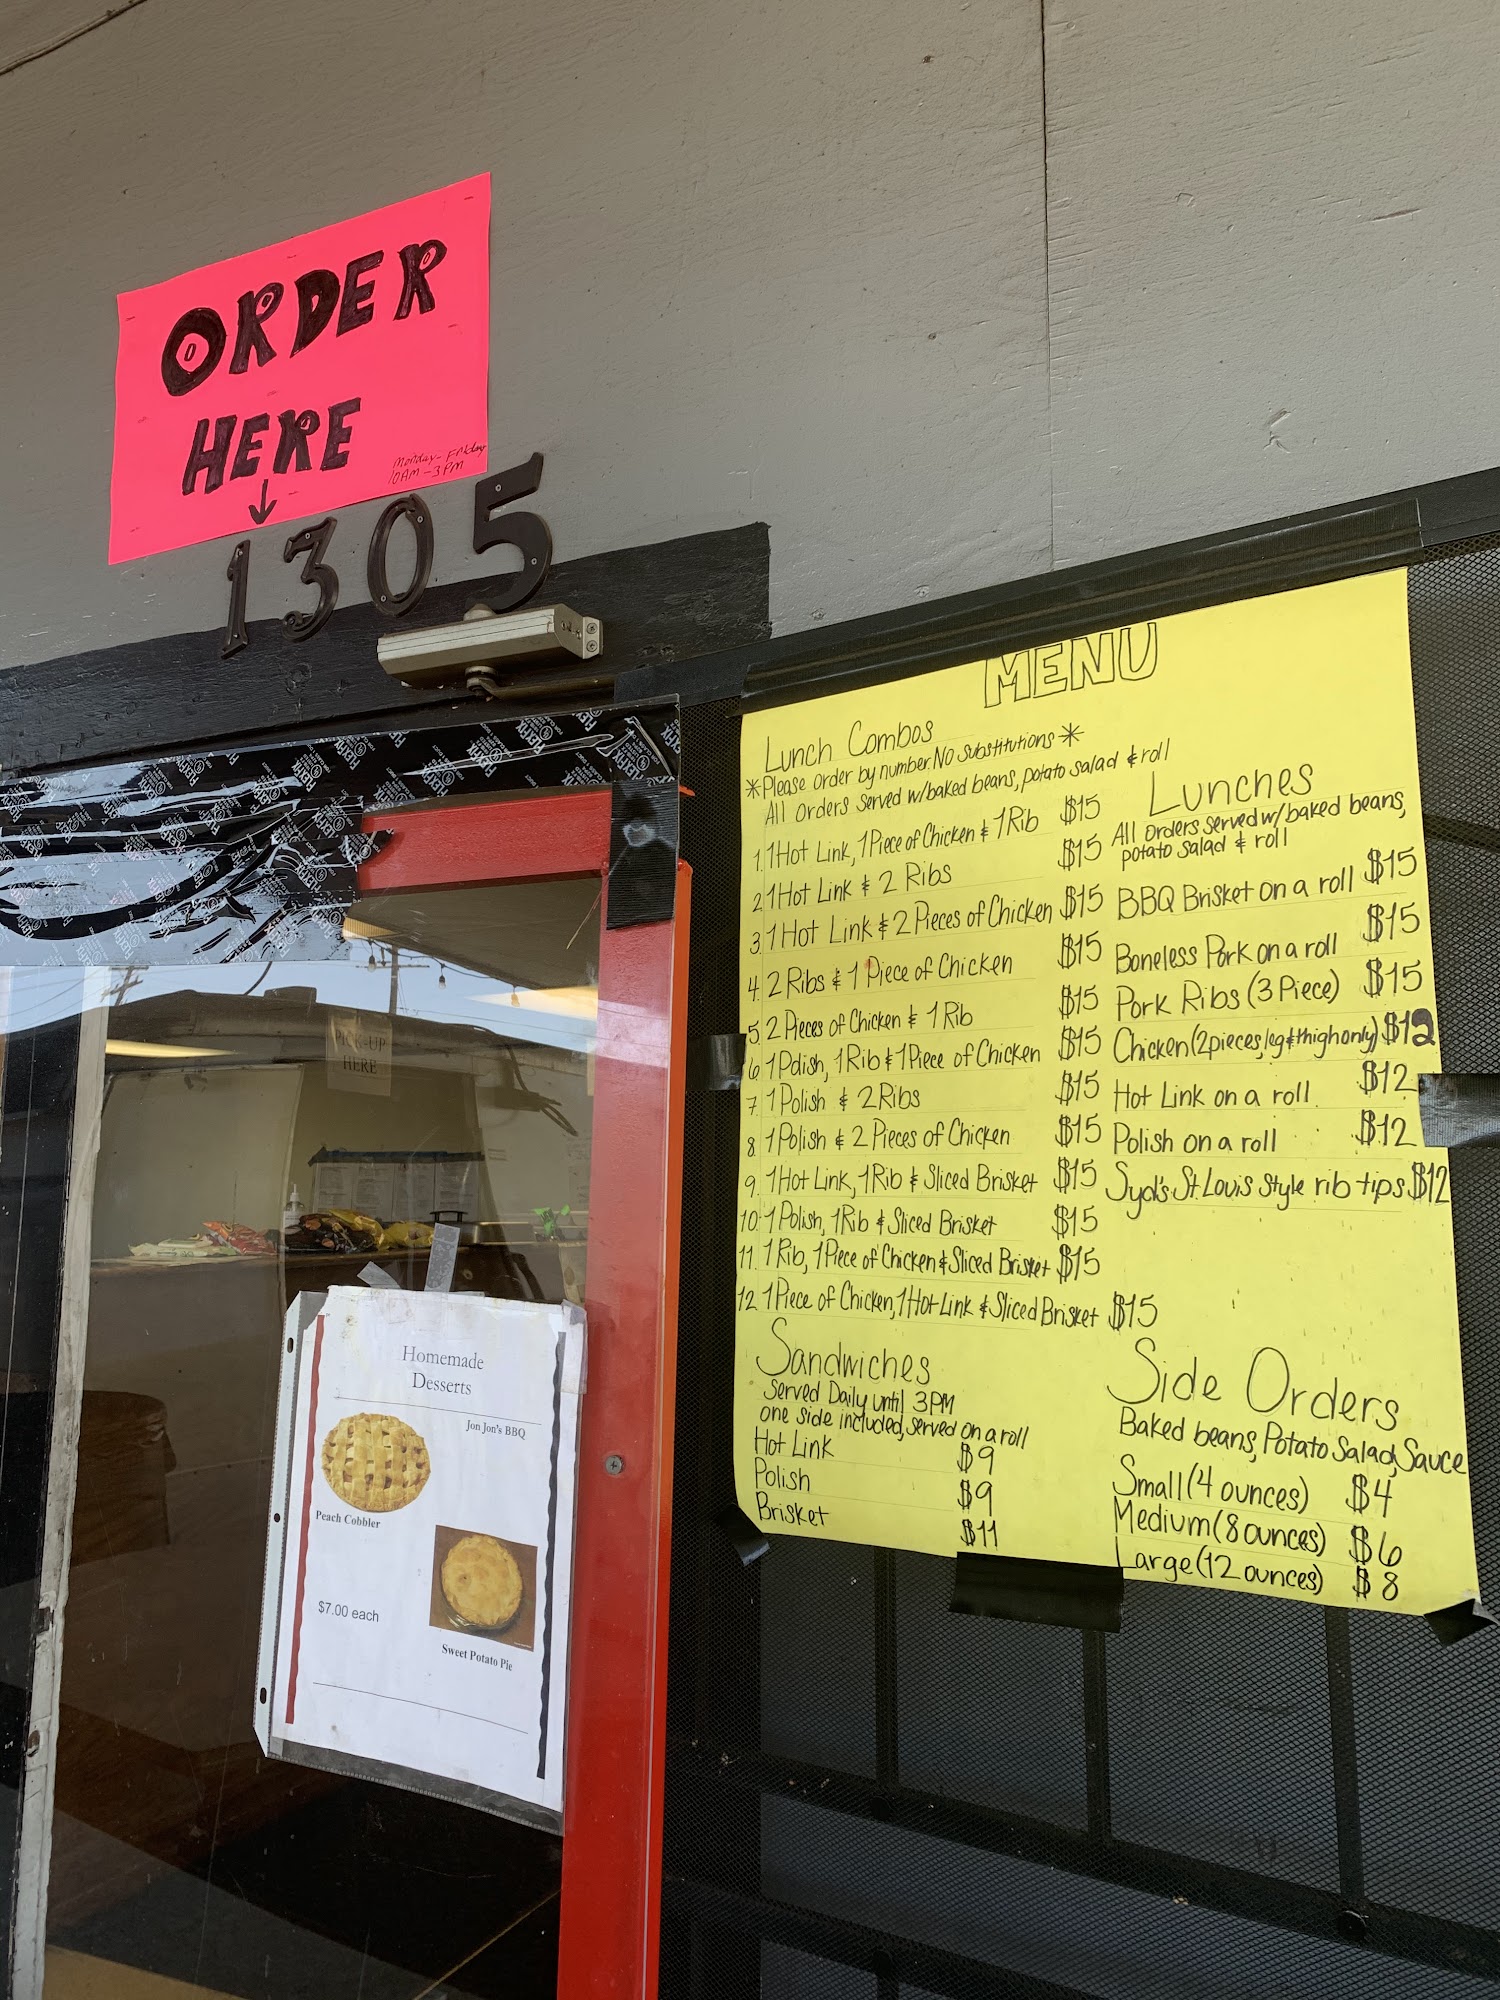 ORDER
HERE
Monday-Friday
10AM-3PM
1305
PICK-UP
HERE
MENU
Lunch Combos
*Please order by number. No Substitutions*
All orders served w/baked beans, potato salad & roll
1. 1 Hot Link, 1 Piece of Chicken & 1 Rib $15
2. 1 Hot Link & 2 Ribs $15
3. 1 Hot Link & 2 Pieces of Chicken $15
4. 2 Ribs & 1 Piece of Chicken $15
5. 2 Pieces of Chicken & 1 Rib $15
6. 1 Polish, 1 Rib & 1 Piece of Chicken $15
7. 1 Polish & 2 Ribs $15
8. 1 Polish & 2 Pieces of Chicken $15
9. 1 Hot Link, 1 Rib & Sliced Brisket $15
10. 1 Polish, 1 Rib & Sliced Brisket $15
11. 1 Rib, 1 Piece of Chicken & Sliced Brisket $15
12. 1 Piece of Chicken, 1 Hot Link & Sliced Brisket $15
Lunches
All orders served w/ baked beans,
potato salad & roll
BBQ Brisket on a roll $15
Boneless Pork on a roll $15
Pork Ribs (3 Piece) $15
Chicken (2 pieces, leg & thigh only) $12
Hot Link on a roll $12
Polish on a roll $12
Syd's St. Louis Style rib tips $12
Sandwiches
Served Daily until 3PM
one side included, served on a roll
Hot Link $9
Polish $9
Brisket $11
Side Orders
Baked beans, Potato Salad, Sauce
Small (4 ounces) $4
Medium (8 ounces) $6
Large (12 ounces) $8
Homemade
Desserts
Jon Jon's BBQ
Peach Cobbler
$7.00 each
Sweet Potato Pie